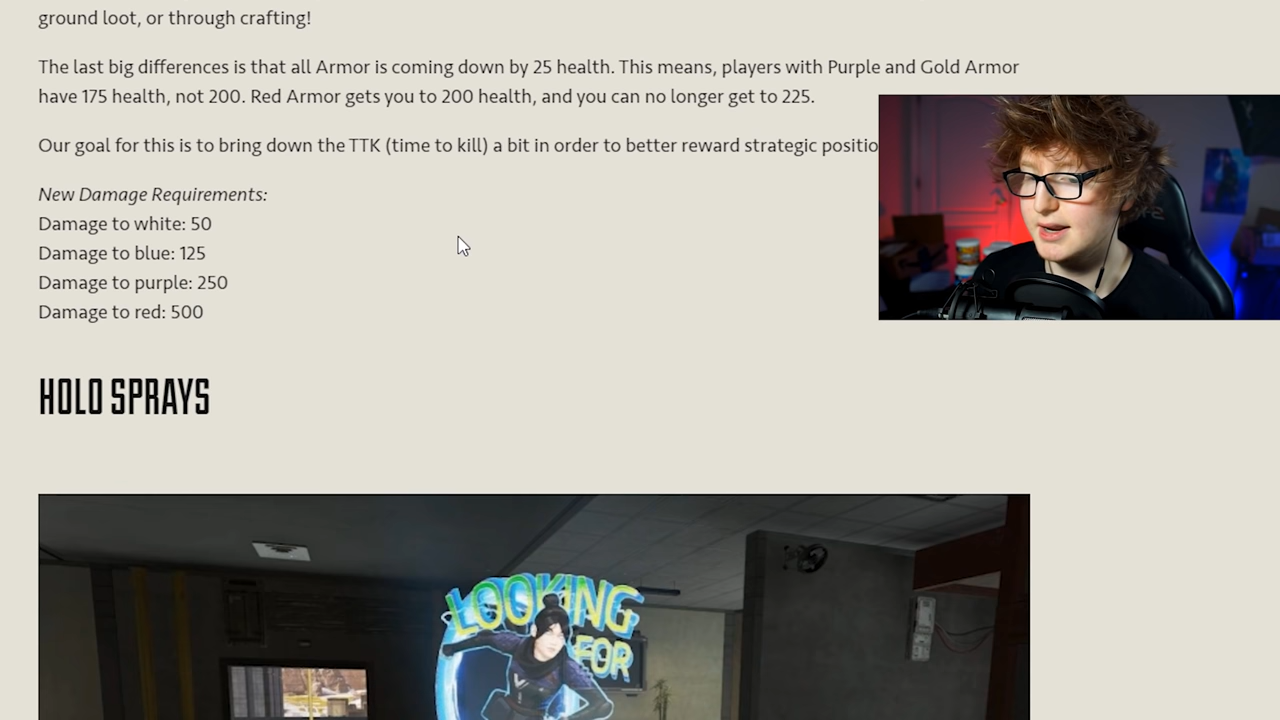 ground loot, or through crafting!
The last big differences is that all Armor is coming down by 25 health. This means, players with Purple and Gold Armor
have 175 health, not 200. Red Armor gets you to 200 health, and you can no longer get to 225.
Our goal for this is to bring down the TTK (time to kill) a bit in order to better reward strategic
New Damage Requirements:
Damage to white: 50
Damage to blue: 125
Damage to purple: 250
Damage to red: 500
HOLO SPRAYS
LOOKING
FOR